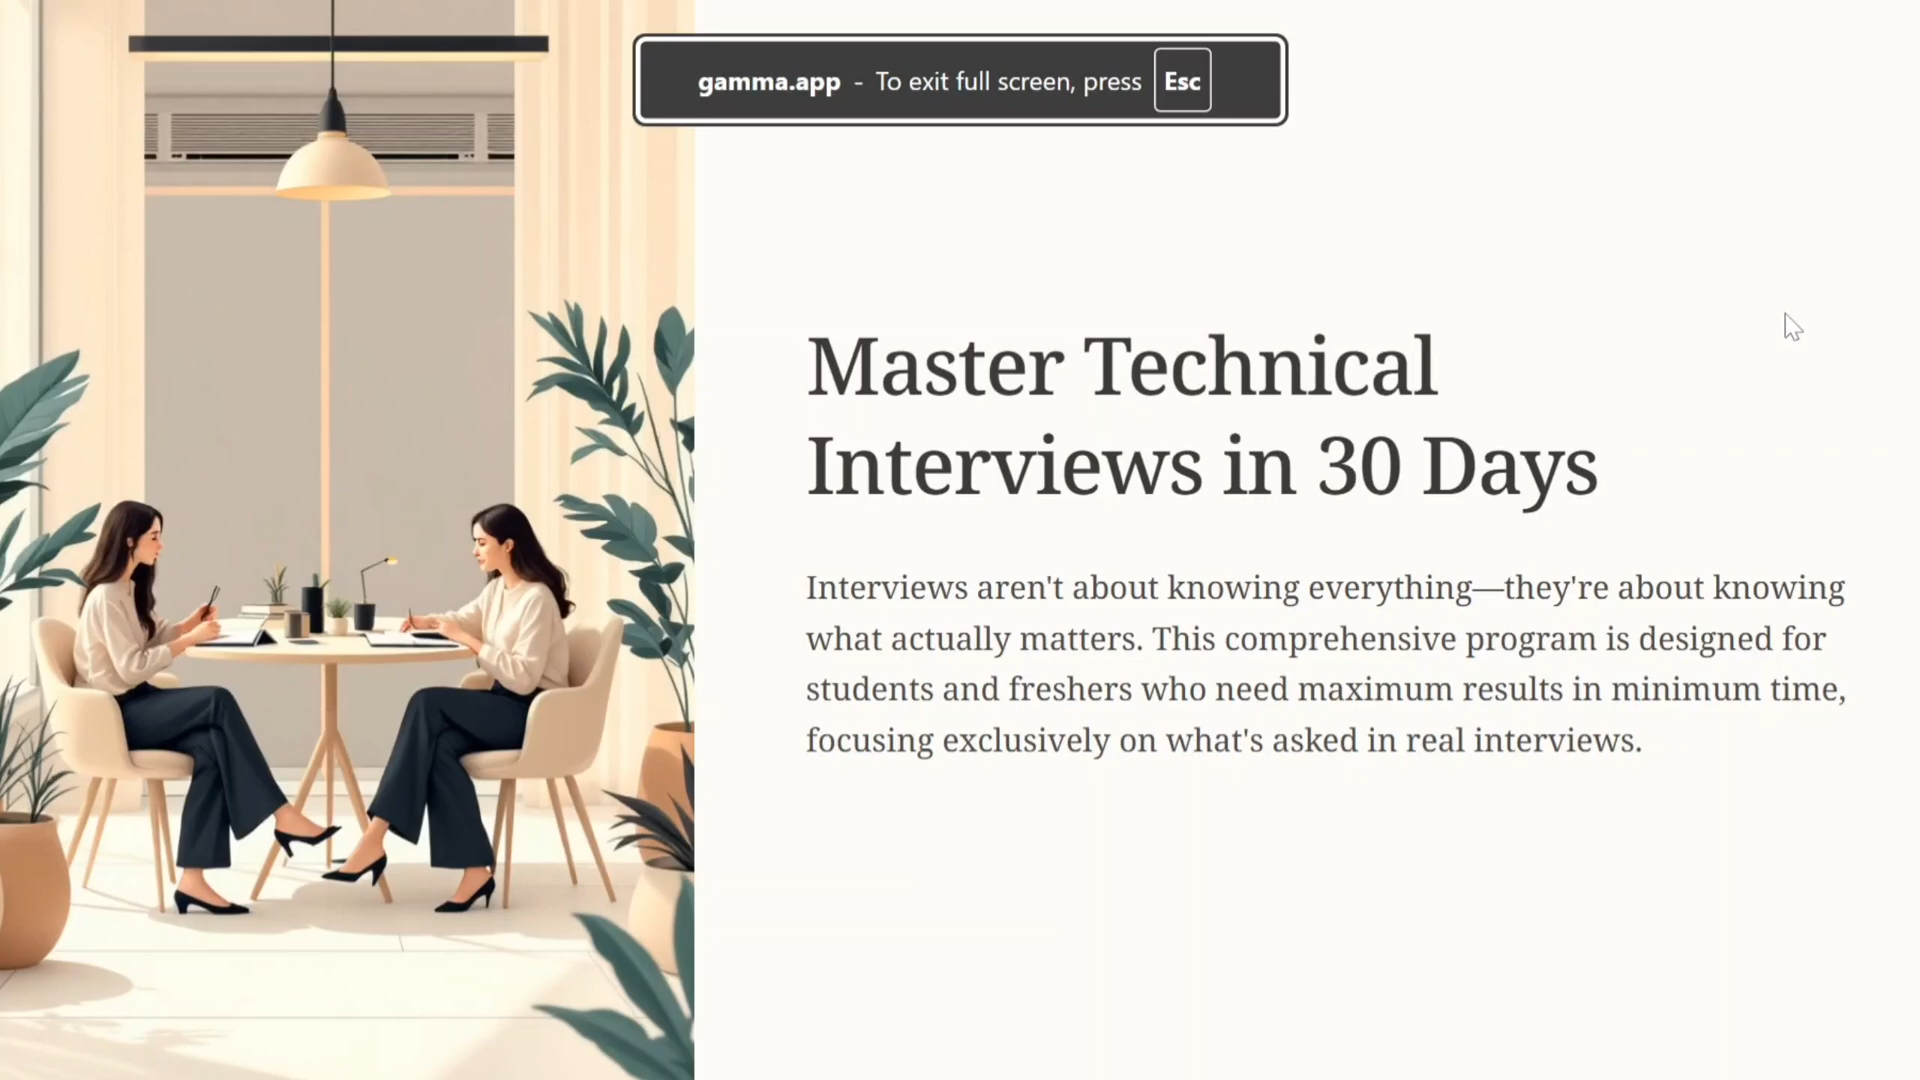 gamma.app - To exit full screen, press Esc
Master Technical
Interviews in 30 Days
Interviews aren't about knowing everything—they're about knowing
what actually matters. This comprehensive program is designed for
students and freshers who need maximum results in minimum time,
focusing exclusively on what's asked in real interviews.